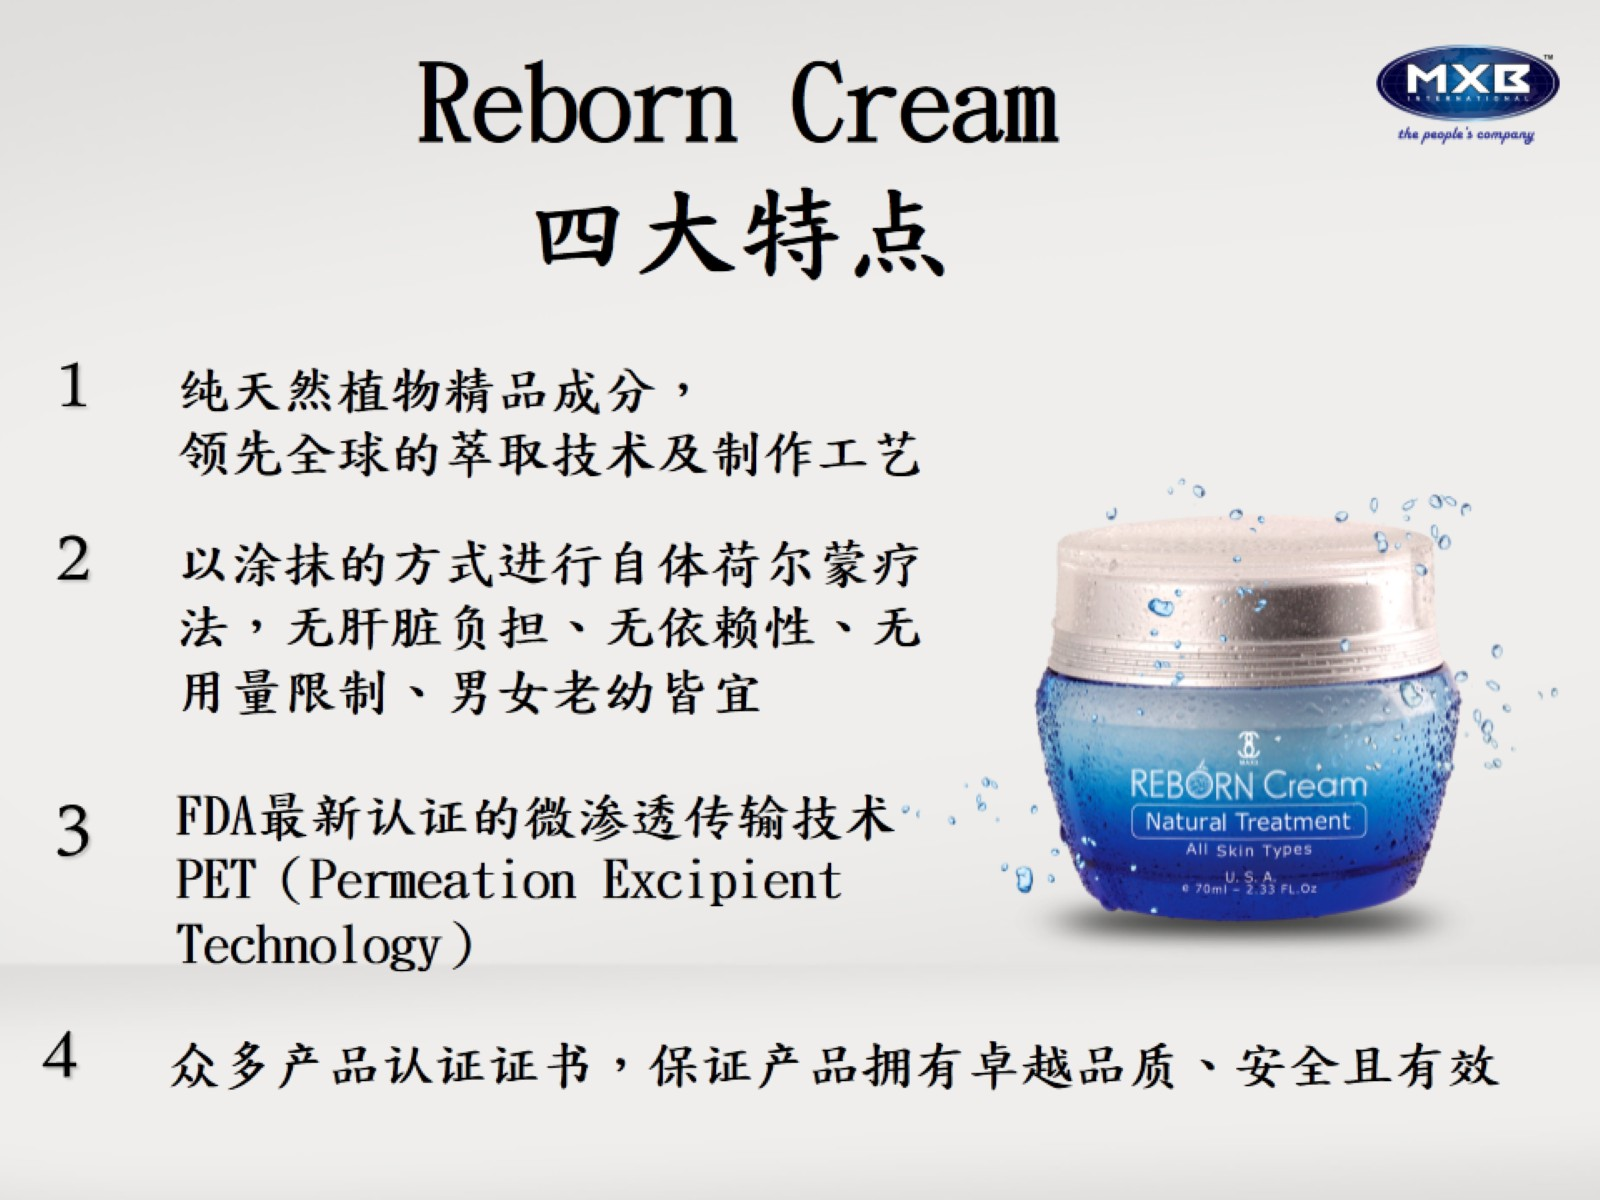 Reborn Cream
四大特点
MXB
INTERNATIONAL
™
the people's company
1
纯天然植物精品成分，
领先全球的萃取技术及制作工艺
2
以涂抹的方式进行自体荷尔蒙疗
法，无肝脏负担、无依赖性、无
用量限制、男女老幼皆宜
3
FDA最新认证的微渗透传输技术
PET（Permeation Excipient
Technology）
4
众多产品认证证书，保证产品拥有卓越品质、安全且有效
REBORN Cream
Natural Treatment
All Skin Types
U.S.A.
e 70ml - 2.33 FL.Oz